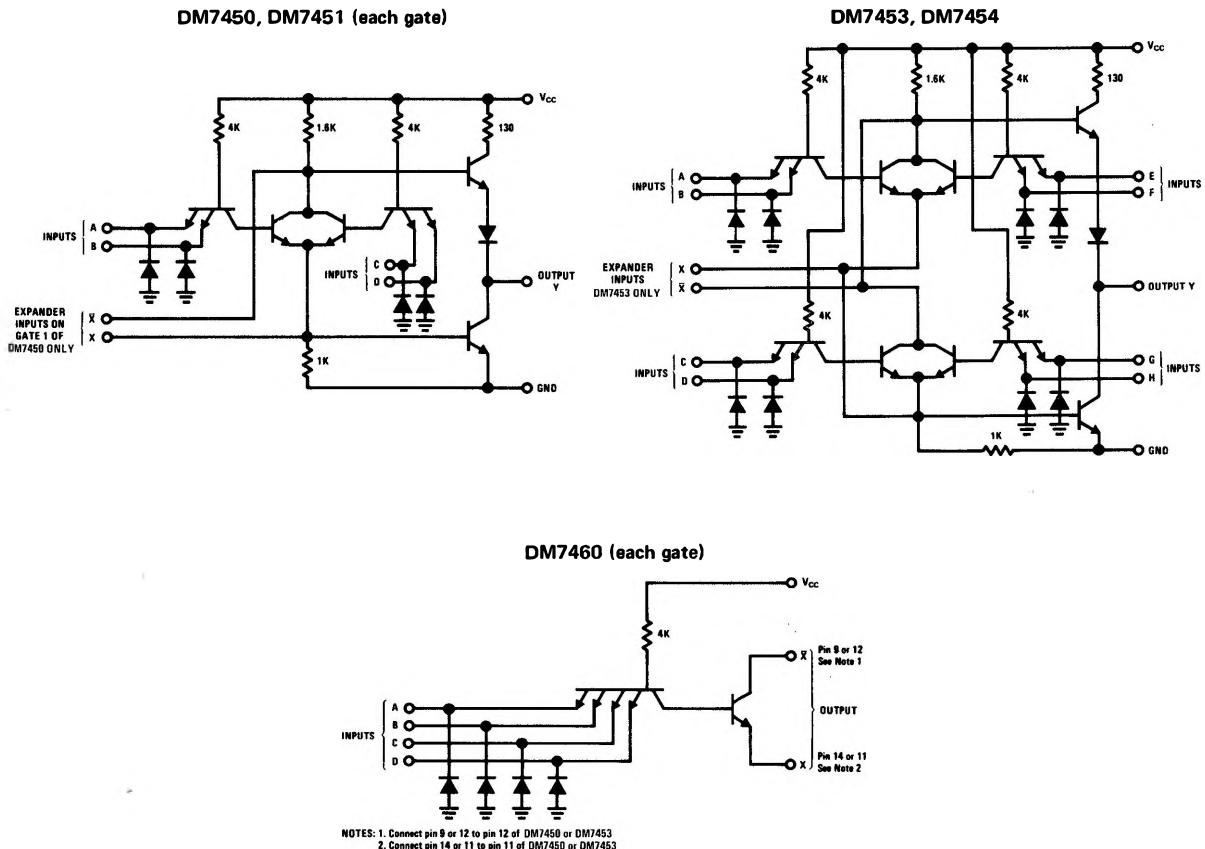 DM7450, DM7451 (each gate)
VCC
4K
1.6K
4K
130
INPUTS
A
B
INPUTS
C
D
OUTPUT
Y
EXPANDER
INPUTS ON
GATE 1 OF
DM7450 ONLY
X̅
X
1K
GND
DM7453, DM7454
VCC
4K
1.6K
4K
130
INPUTS
A
B
E
F
INPUTS
EXPANDER
INPUTS
DM7453 ONLY
X
X̅
OUTPUT Y
4K
4K
INPUTS
C
D
G
H
INPUTS
1K
GND
DM7460 (each gate)
VCC
4K
X̅
Pin 9 or 12
See Note 1
OUTPUT
INPUTS
A
B
C
D
X
Pin 14 or 11
See Note 2
NOTES: 1. Connect pin 9 or 12 to pin 12 of DM7450 or DM7453
2. Connect pin 14 or 11 to pin 11 of DM7450 or DM7453